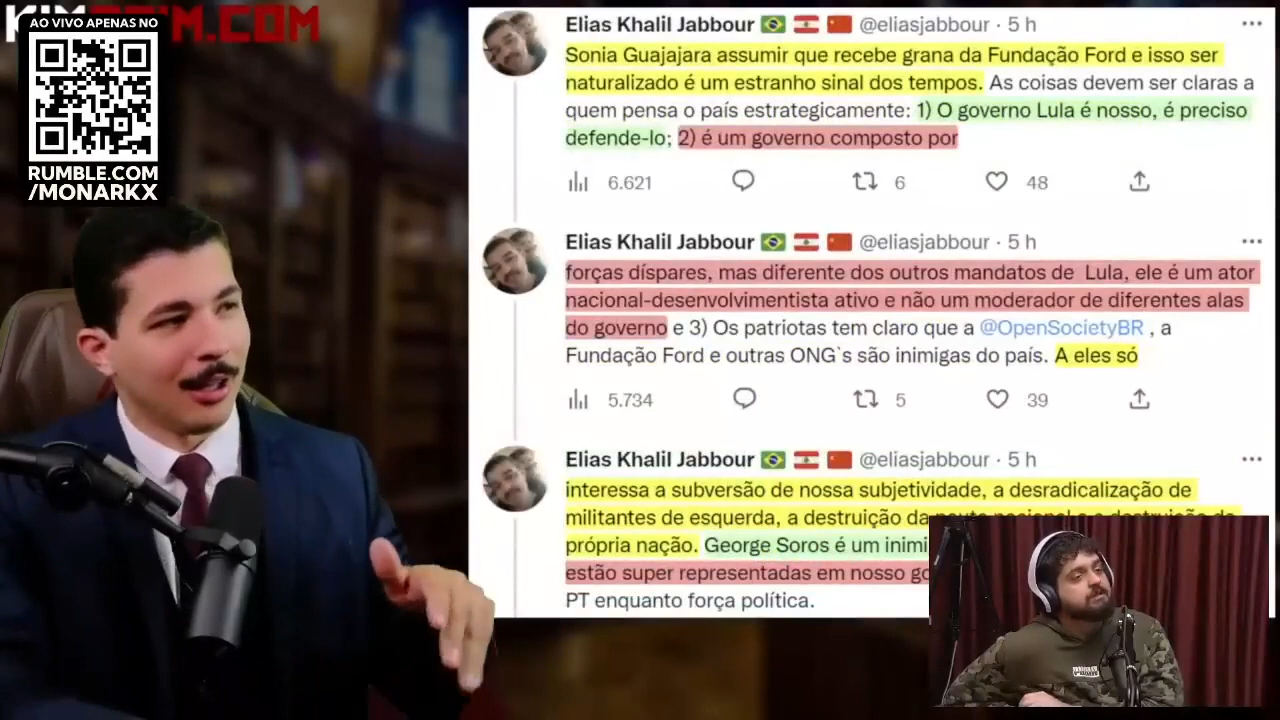 AO VIVO APENAS NO
RUMBLE.COM
/MONARKX
Elias Khalil Jabbour @eliasjabbour · 5 h
Sonia Guajajara assumir que recebe grana da Fundação Ford e isso ser
naturalizado é um estranho sinal dos tempos. As coisas devem ser claras a
quem pensa o país estrategicamente: 1) O governo Lula é nosso, é preciso
defende-lo; 2) é um governo composto por
6.621 6 48
Elias Khalil Jabbour @eliasjabbour · 5 h
forças díspares, mas diferente dos outros mandatos de Lula, ele é um ator
nacional-desenvolvimentista ativo e não um moderador de diferentes alas
do governo e 3) Os patriotas tem claro que a @OpenSocietyBR , a
Fundação Ford e outras ONG`s são inimigas do país. A eles só
5.734 5 39
Elias Khalil Jabbour @eliasjabbour · 5 h
interessa a subversão de nossa subjetividade, a desradicalização de
militantes de esquerda, a destruição da
própria nação. George Soros é um inimi
estão super representadas em nosso go
PT enquanto força política.